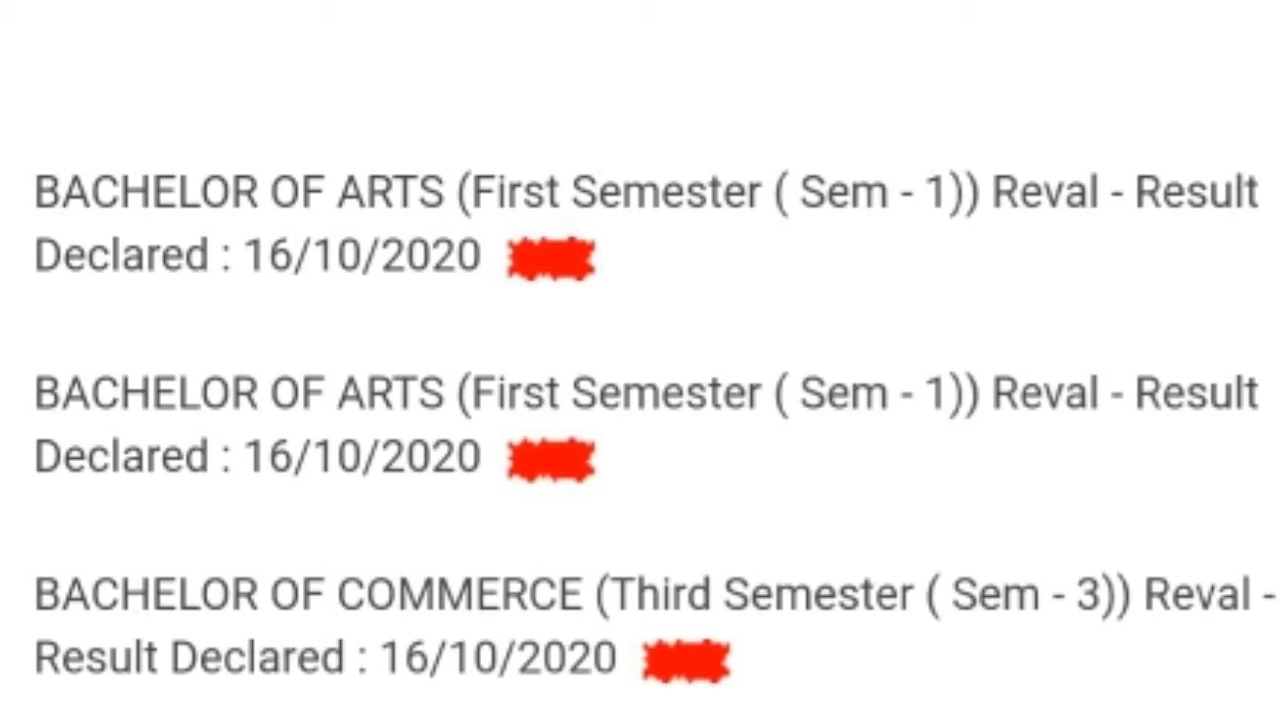 BACHELOR OF ARTS (First Semester ( Sem - 1)) Reval - Result
Declared : 16/10/2020
BACHELOR OF ARTS (First Semester ( Sem - 1)) Reval - Result
Declared : 16/10/2020
BACHELOR OF COMMERCE (Third Semester ( Sem - 3)) Reval -
Result Declared : 16/10/2020